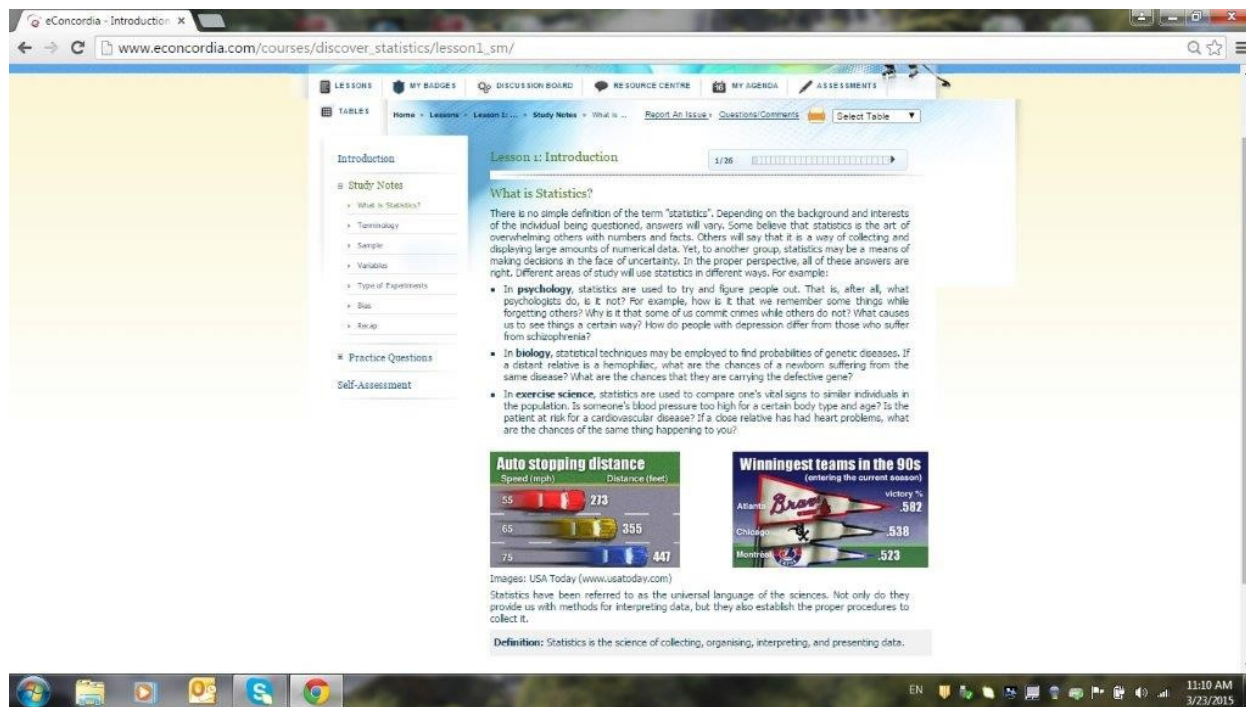 eConcordia - Introduction
www.econcordia.com/courses/discover_statistics/lesson1_sm/
LESSONS MY BADGES DISCUSSION BOARD RESOURCE CENTRE MY AGENDA ASSESSMENTS
TABLES Home » Lessons » Lesson 1: ... » Study Notes » What is ... Report An Issue Questions/Comments Select Table
Introduction
Study Notes
What is Statistics?
Terminology
Sample
Variables
Type of Experiments
Bias
Recap
Practice Questions
Self-Assessment
Lesson 1: Introduction 1/26
What is Statistics?
There is no simple definition of the term "statistics". Depending on the background and interests
of the individual being questioned, answers will vary. Some believe that statistics is the art of
overwhelming others with numbers and facts. Others will say that it is a way of collecting and
displaying large amounts of numerical data. Yet, to another group, statistics may be a means of
making decisions in the face of uncertainty. In the proper perspective, all of these answers are
right. Different areas of study will use statistics in different ways. For example:
In psychology, statistics are used to try and figure people out. That is, after all, what
psychologists do, is it not? For example, how is it that we remember some things while
forgetting others? Why is it that some of us commit crimes while others do not? What causes
us to see things a certain way? How do people with depression differ from those who suffer
from schizophrenia?
In biology, statistical techniques may be employed to find probabilities of genetic diseases. If
a distant relative is a hemophiliac, what are the chances of a newborn suffering from the
same disease? What are the chances that they are carrying the defective gene?
In exercise science, statistics are used to compare one's vital signs to similar individuals in
the population. Is someone's blood pressure too high for a certain body type and age? Is the
patient at risk for a cardiovascular disease? If a close relative has had heart problems, what
are the chances of the same thing happening to you?
Auto stopping distance
Speed (mph) Distance (feet)
55 273
65 355
75 447
Winningest teams in the 90s
(entering the current season)
victory %
Atlanta Braves .582
Chicago .538
Montreal .523
Images: USA Today (www.usatoday.com)
Statistics have been referred to as the universal language of the sciences. Not only do they
provide us with methods for interpreting data, but they also establish the proper procedures to
collect it.
Definition: Statistics is the science of collecting, organising, interpreting, and presenting data.
EN 11:10 AM
3/23/2015